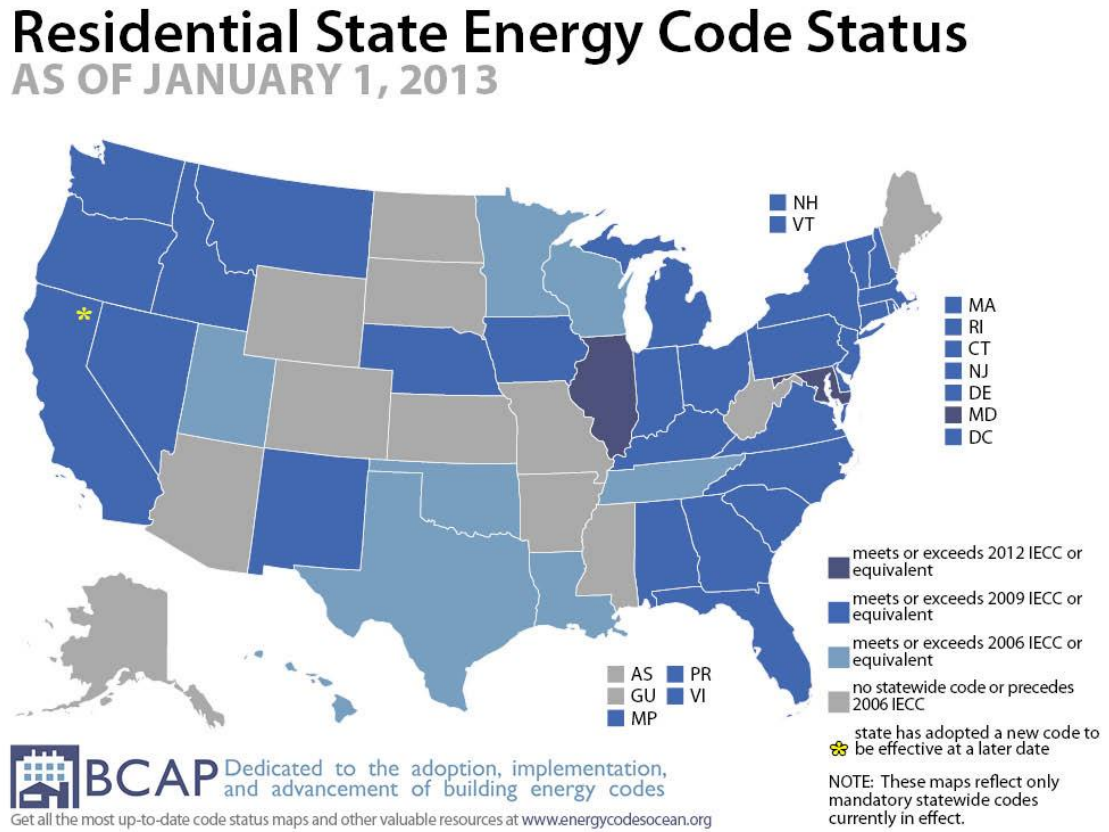 Residential State Energy Code Status
AS OF JANUARY 1, 2013
NH
VT
MA
RI
CT
NJ
DE
MD
DC
meets or exceeds 2012 IECC or
equivalent
meets or exceeds 2009 IECC or
equivalent
meets or exceeds 2006 IECC or
equivalent
no statewide code or precedes
2006 IECC
state has adopted a new code to
be effective at a later date
NOTE: These maps reflect only
mandatory statewide codes
currently in effect.
AS PR
GU VI
MP
BCAP Dedicated to the adoption, implementation,
and advancement of building energy codes
Get all the most up-to-date code status maps and other valuable resources at www.energycodesocean.org